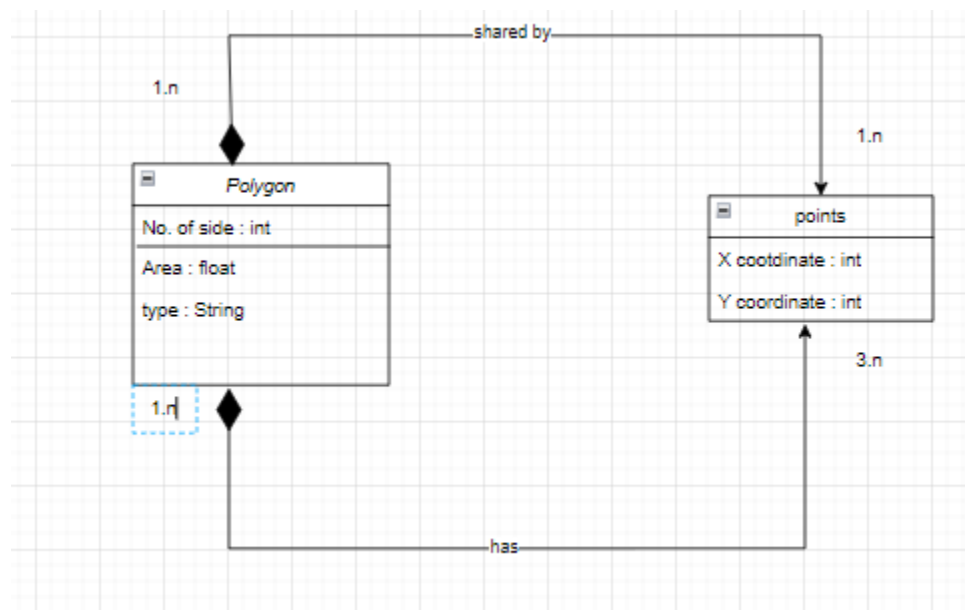 shared by
1.n
1.n
Polygon
No. of side : int
Area : float
type : String
points
X cootdinate : int
Y coordinate : int
3.n
1.n
has